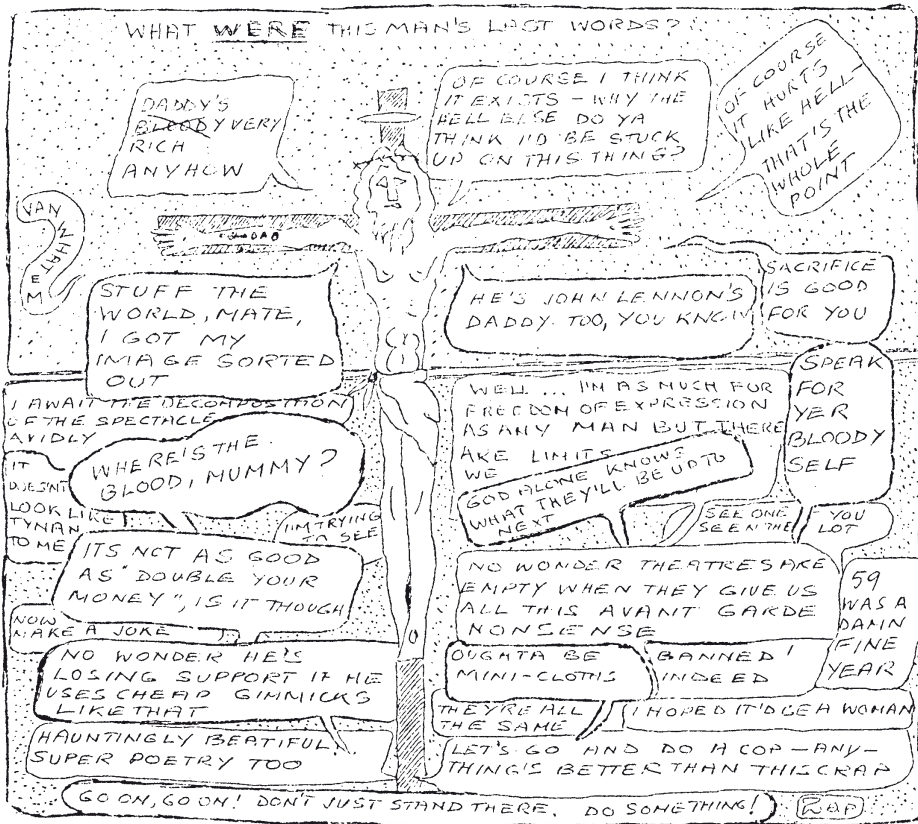 WHAT WERE THIS MAN'S LAST WORDS?
DADDY'S
BLOODY VERY
RICH
ANYHOW
OF COURSE I THINK
IT EXISTS - WHY THE
HELL ELSE DO YA
THINK I'D BE STUCK
UP ON THIS THING?
OF COURSE
IT HURTS
LIKE HELL-
THAT'S THE
WHOLE
POINT
VAN
WHAT
EM
STUFF THE
WORLD, MATE,
I GOT MY
IMAGE SORTED
OUT
HE'S JOHN LENNON'S
DADDY. TOO, YOU KNOW
SACRIFICE
IS GOOD
FOR YOU
I AWAIT THE DECOMPOSITION
OF THE SPECTACLE
AVIDLY
WELL ... I'M AS MUCH FOR
FREEDOM OF EXPRESSION
AS ANY MAN BUT THERE
ARE LIMITS
WE
SPEAK
FOR
YER
BLOODY
SELF
WHERE'S THE.
BLOOD, MUMMY?
GOD ALONE KNOWS
WHAT THEY'LL BE UP TO
NEXT
IT
DOESN'T
LOOK LIKE
TYNAN
TO ME
I'M TRYING
TO SEE
SEE ONE
SEEN THE
YOU
LOT
ITS NOT AS GOOD
AS "DOUBLE YOUR
MONEY", IS IT THOUGH
NO WONDER THEATRES ARE
EMPTY WHEN THEY GIVE US
ALL THIS AVANT GARDE
NONSENSE
59
WAS A
DAMN
FINE
YEAR
NOW
MAKE A JOKE
NO WONDER HE'S
LOSING SUPPORT IF HE
USES CHEAP GIMMICKS
LIKE THAT
OUGHTA BE
MINI-CLOTHS
BANNED!
INDEED
THEY'RE ALL
THE SAME
I HOPED IT'D BE A WOMAN
HAUNTINGLY BEATIFUL!
SUPER POETRY TOO
LET'S GO AND DO A COP-ANY-
THING'S BETTER THAN THIS CRAP
GO ON, GO ON! DON'T JUST STAND THERE. DO SOMETHING!